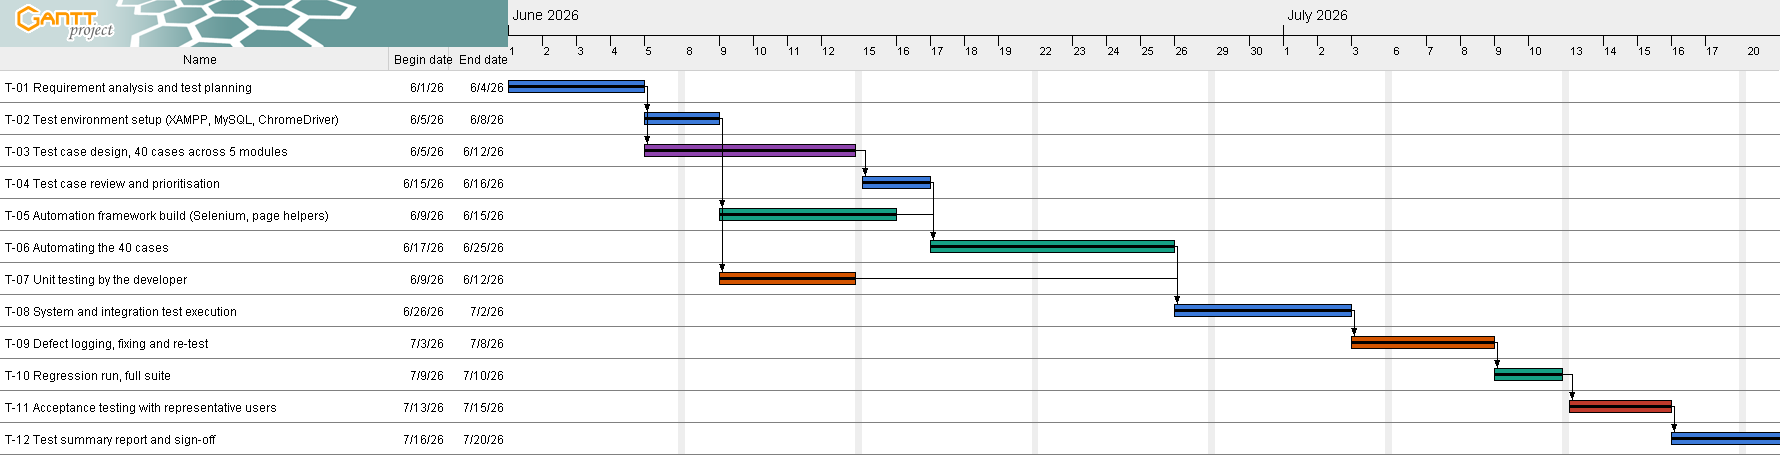 GANTT
project
June 2026
July 2026
1 2 3 4 5 8 9 10 11 12 15 16 17 18 19 22 23 24 25 26 29 30 1 2 3 6 7 8 9 10 13 14 15 16 17 20
Name Begin date End date
T-01 Requirement analysis and test planning 6/1/26 6/4/26
T-02 Test environment setup (XAMPP, MySQL, ChromeDriver) 6/5/26 6/8/26
T-03 Test case design, 40 cases across 5 modules 6/5/26 6/12/26
T-04 Test case review and prioritisation 6/15/26 6/16/26
T-05 Automation framework build (Selenium, page helpers) 6/9/26 6/15/26
T-06 Automating the 40 cases 6/17/26 6/25/26
T-07 Unit testing by the developer 6/9/26 6/12/26
T-08 System and integration test execution 6/26/26 7/2/26
T-09 Defect logging, fixing and re-test 7/3/26 7/8/26
T-10 Regression run, full suite 7/9/26 7/10/26
T-11 Acceptance testing with representative users 7/13/26 7/15/26
T-12 Test summary report and sign-off 7/16/26 7/20/26